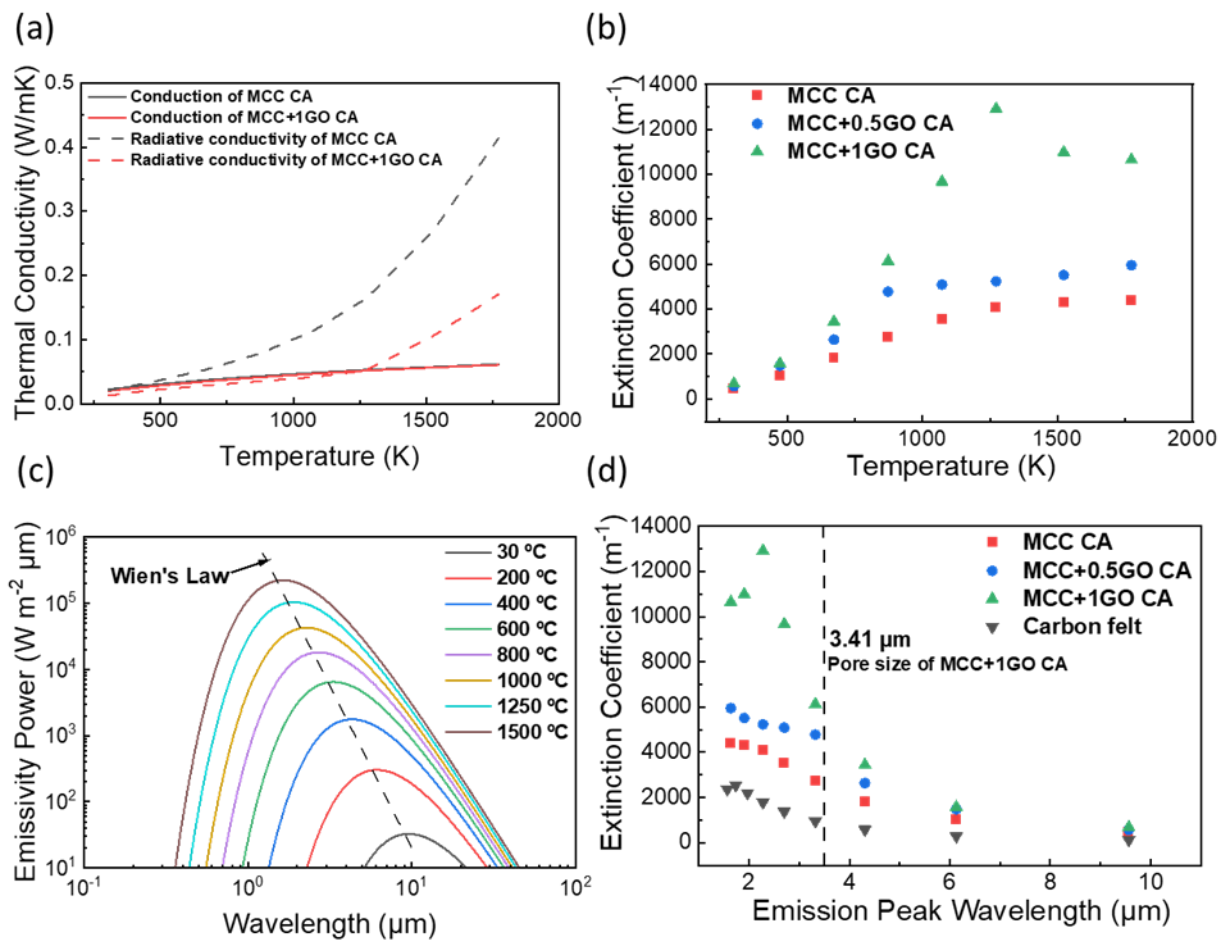 (a)
Thermal Conductivity (W/mK)
0.5
0.4
0.3
0.2
0.1
0.0
Conduction of MCC CA
Conduction of MCC+1GO CA
Radiative conductivity of MCC CA
Radiative conductivity of MCC+1GO CA
500 1000 1500 2000
Temperature (K)
(b)
Extinction Coefficient (m⁻¹)
14000
12000
10000
8000
6000
4000
2000
0
MCC CA
MCC+0.5GO CA
MCC+1GO CA
500 1000 1500 2000
Temperature (K)
(c)
Emissivity Power (W m⁻² µm)
10⁶
10⁵
10⁴
10³
10²
10¹
Wien's Law
30 ºC
200 ºC
400 ºC
600 ºC
800 ºC
1000 ºC
1250 ºC
1500 ºC
10⁻¹ 10⁰ 10¹ 10²
Wavelength (µm)
(d)
Extinction Coefficient (m⁻¹)
14000
12000
10000
8000
6000
4000
2000
0
MCC CA
MCC+0.5GO CA
MCC+1GO CA
Carbon felt
3.41 µm
Pore size of MCC+1GO CA
2 4 6 8 10
Emission Peak Wavelength (µm)